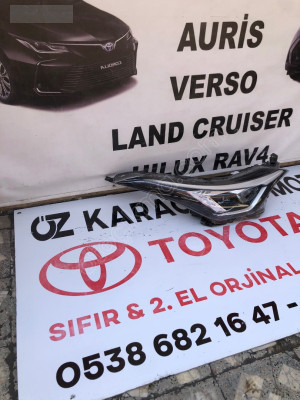 AURİS
VERSO
LAND CRUISER
HILUX RAV4
ÖZ KARAC
TOYOTA
SIFIR & 2. EL ORJİNAL
0538 682 16 47 -